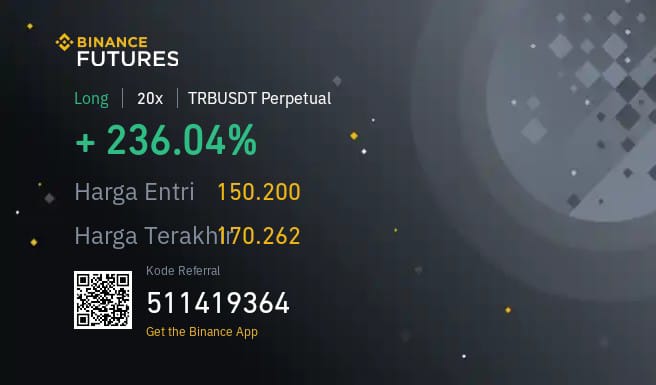 BINANCE
FUTURES
Long | 20x | TRBUSDT Perpetual
+ 236.04%
Harga Entri 150.200
Harga Terakhir 170.262
Kode Referral
511419364
Get the Binance App